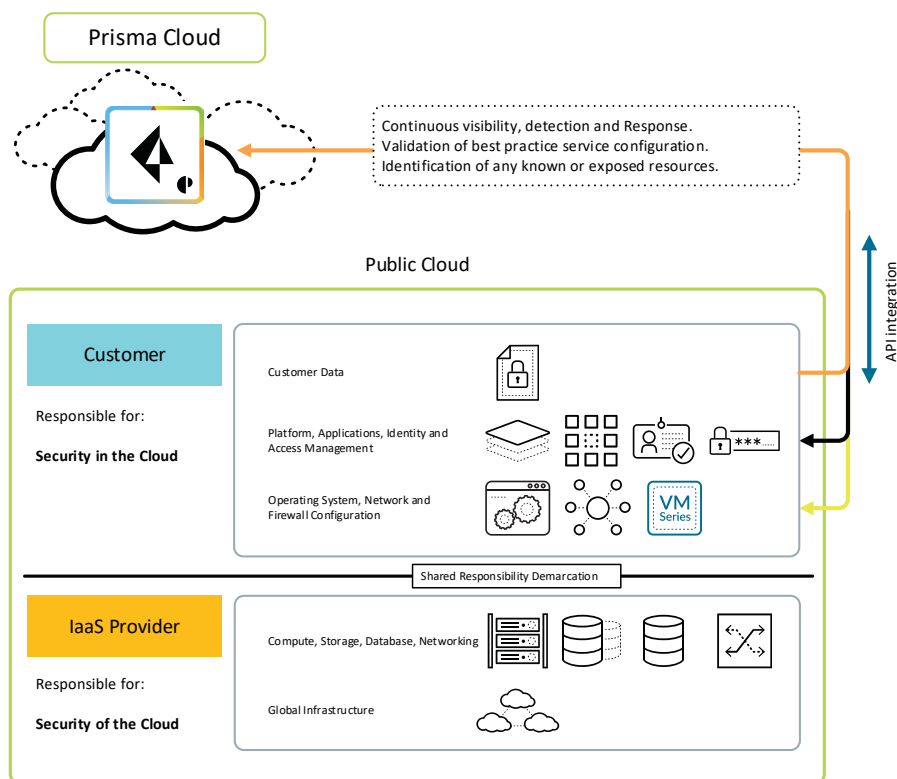 Prisma Cloud
Continuous visibility, detection and Response.
Validation of best practice service configuration.
Identification of any known or exposed resources.
API integration
Public Cloud
Customer
Responsible for:
Security in the Cloud
Customer Data
Platform, Applications, Identity and
Access Management
***....
Operating System, Network and
Firewall Configuration
VM
Series
Shared Responsibility Demarcation
IaaS Provider
Responsible for:
Security of the Cloud
Compute, Storage, Database, Networking
Global Infrastructure